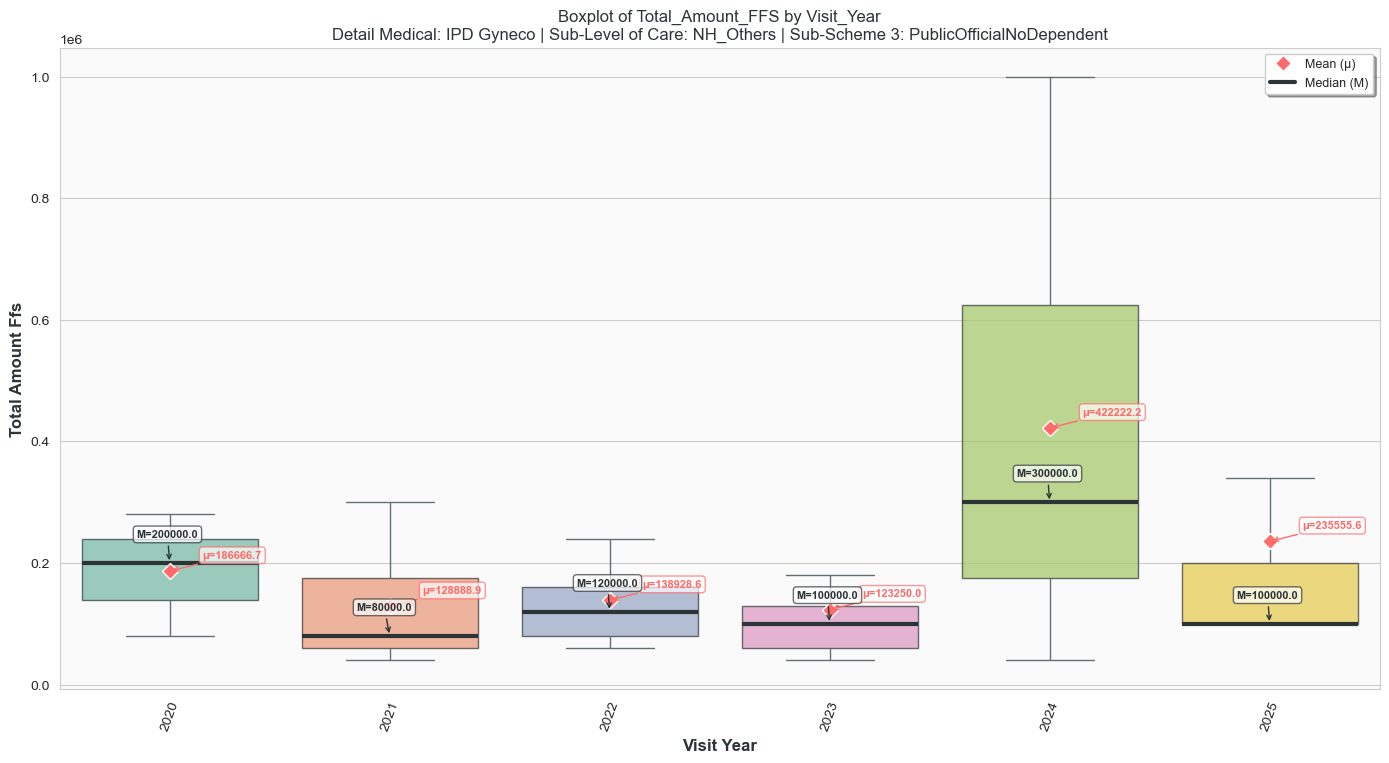 Boxplot of Total_Amount_FFS by Visit_Year
Detail Medical: IPD Gyneco | Sub-Level of Care: NH_Others | Sub-Scheme 3: PublicOfficialNoDependent
1e6
Mean (μ)
Median (M)
1.0
0.8
0.6
0.4
0.2
0.0
Total Amount Ffs
M=200000.0
μ=186666.7
M=80000.0
μ=128888.9
M=120000.0
μ=138928.6
M=100000.0
μ=123250.0
μ=422222.2
M=300000.0
μ=235555.6
M=100000.0
2020
2021
2022
2023
2024
2025
Visit Year